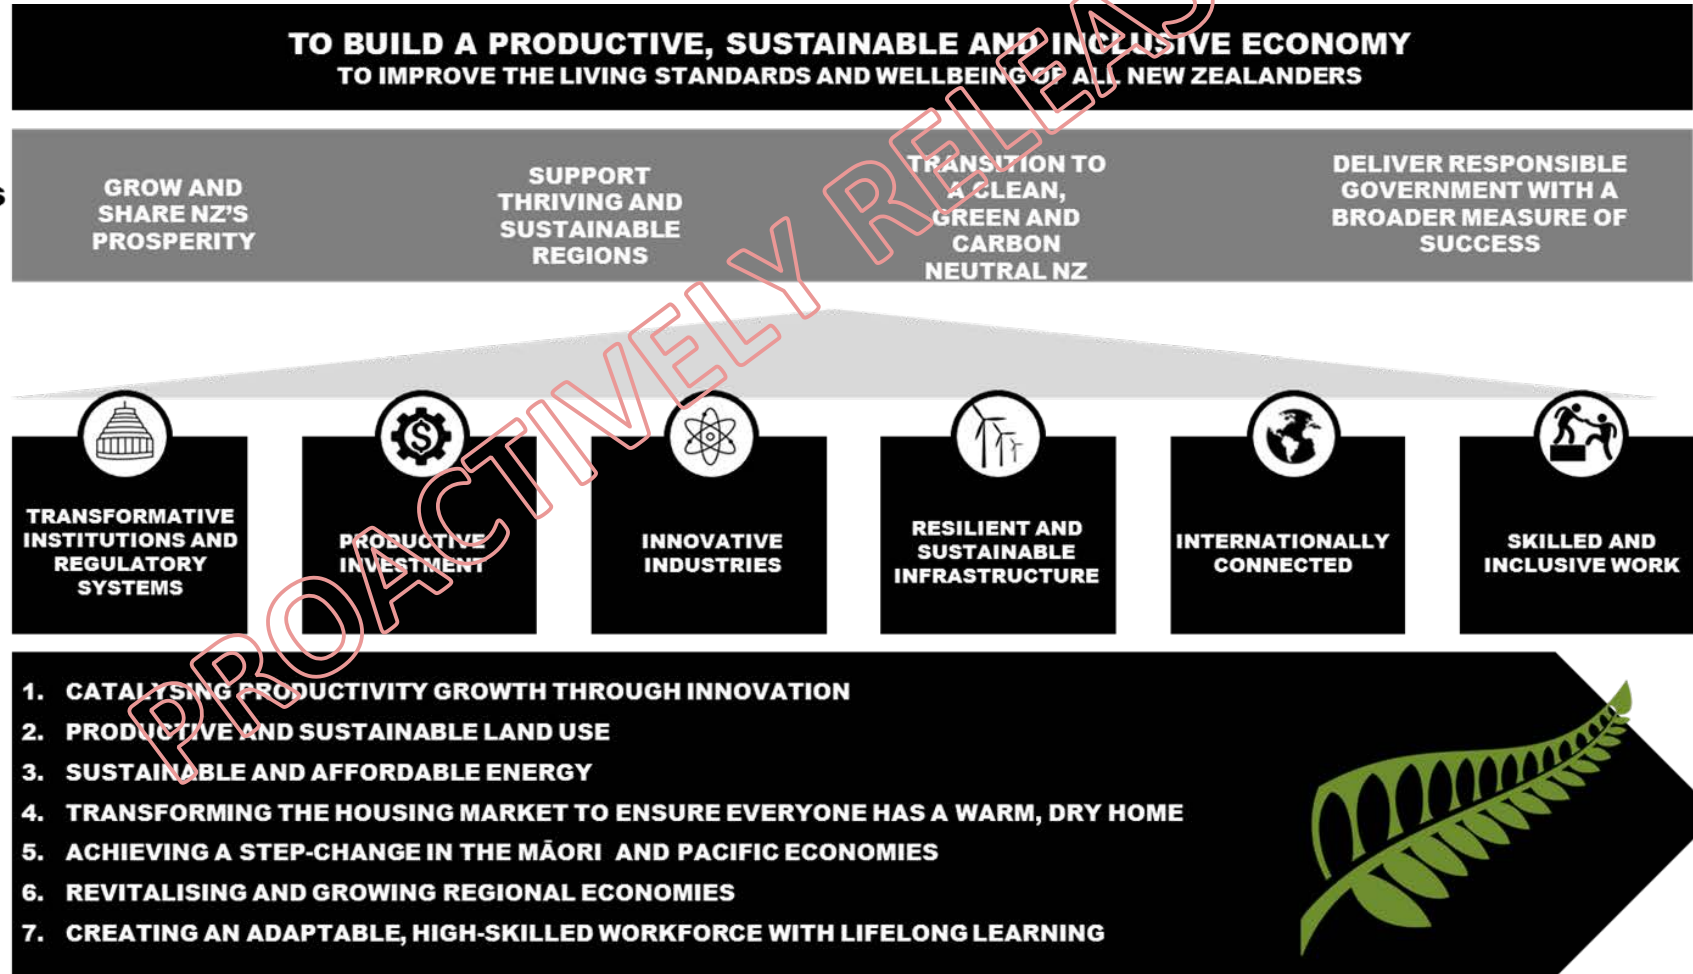 TO BUILD A PRODUCTIVE, SUSTAINABLE AND INCLUSIVE ECONOMY
TO IMPROVE THE LIVING STANDARDS AND WELLBEING OF ALL NEW ZEALANDERS
GROW AND
SHARE NZ'S
PROSPERITY
SUPPORT
THRIVING AND
SUSTAINABLE
REGIONS
TRANSITION TO
A CLEAN,
GREEN AND
CARBON
NEUTRAL NZ
DELIVER RESPONSIBLE
GOVERNMENT WITH A
BROADER MEASURE OF
SUCCESS
TRANSFORMATIVE
INSTITUTIONS AND
REGULATORY
SYSTEMS
$
PRODUCTIVE
INVESTMENT
INNOVATIVE
INDUSTRIES
RESILIENT AND
SUSTAINABLE
INFRASTRUCTURE
INTERNATIONALLY
CONNECTED
SKILLED AND
INCLUSIVE WORK
1. CATALYSING PRODUCTIVITY GROWTH THROUGH INNOVATION
2. PRODUCTIVE AND SUSTAINABLE LAND USE
3. SUSTAINABLE AND AFFORDABLE ENERGY
4. TRANSFORMING THE HOUSING MARKET TO ENSURE EVERYONE HAS A WARM, DRY HOME
5. ACHIEVING A STEP-CHANGE IN THE MĀORI AND PACIFIC ECONOMIES
6. REVITALISING AND GROWING REGIONAL ECONOMIES
7. CREATING AN ADAPTABLE, HIGH-SKILLED WORKFORCE WITH LIFELONG LEARNING
PROACTIVELY RELEAS